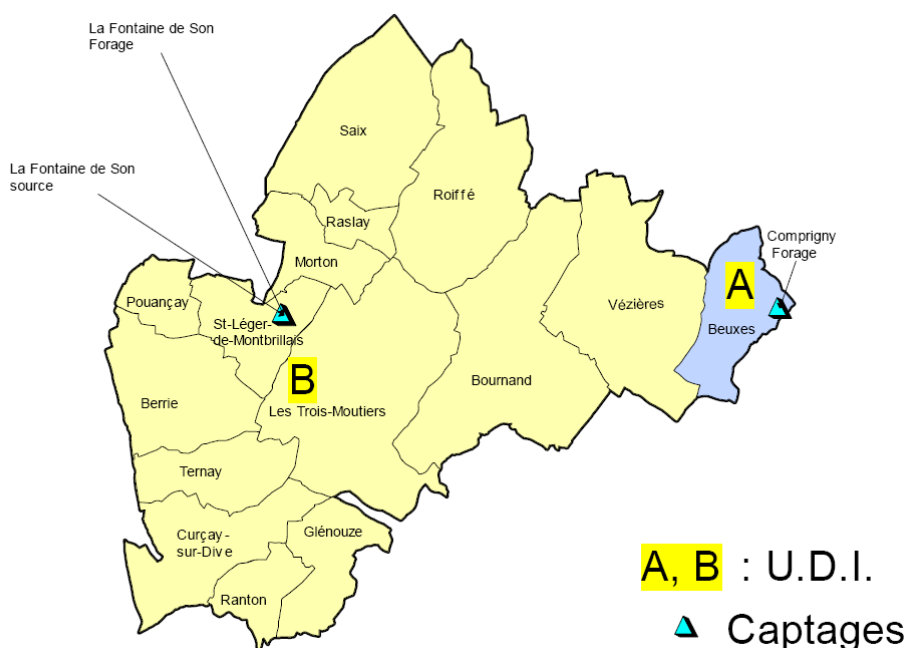 La Fontaine de Son
Forage
Saix
La Fontaine de Son
source
Roiffé
Raslay
Comprigny
Forage
Morton
A
Pouançay
Vézières
St-Léger-
de-Montbrillais
Beuxes
B
Bournand
Berrie
Les Trois-Moutiers
Ternay
Curçay-
sur-Dive
Glénouze
A, B : U.D.I.
Ranton
Captages